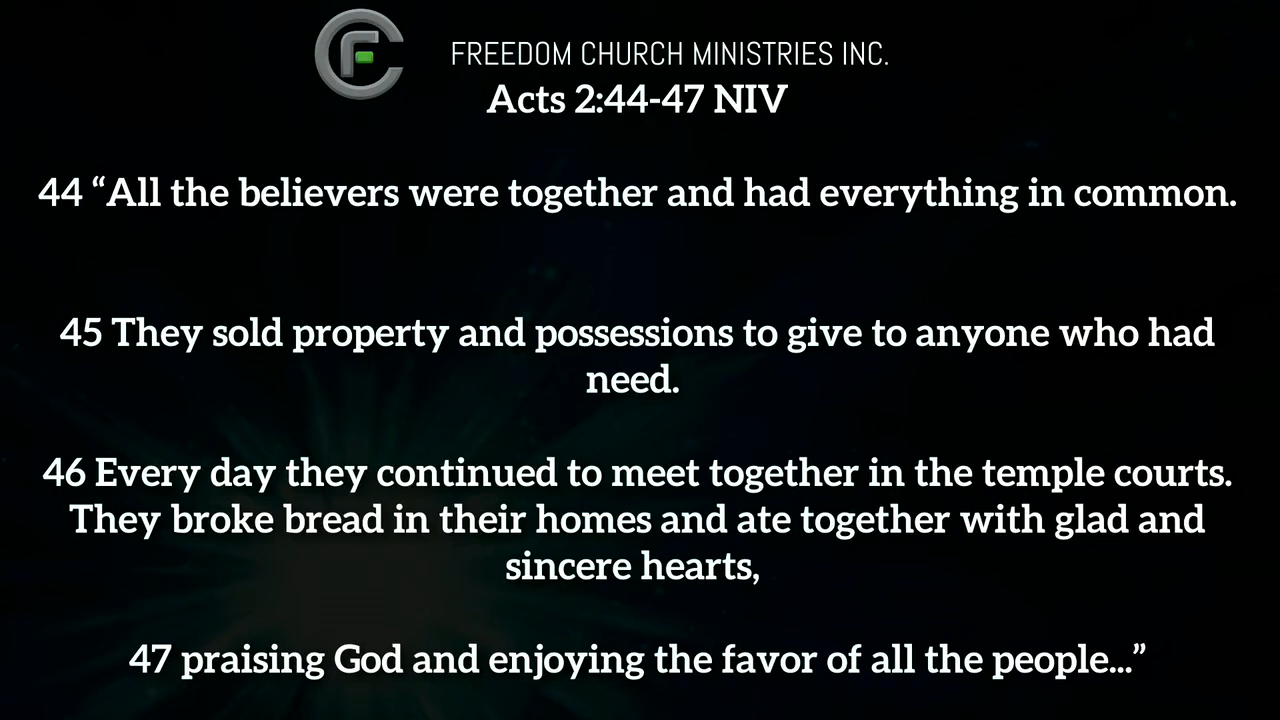 CF
FREEDOM CHURCH MINISTRIES INC.
Acts 2:44-47 NIV
44 “All the believers were together and had everything in common.
45 They sold property and possessions to give to anyone who had
need.
46 Every day they continued to meet together in the temple courts.
They broke bread in their homes and ate together with glad and
sincere hearts,
47 praising God and enjoying the favor of all the people...”